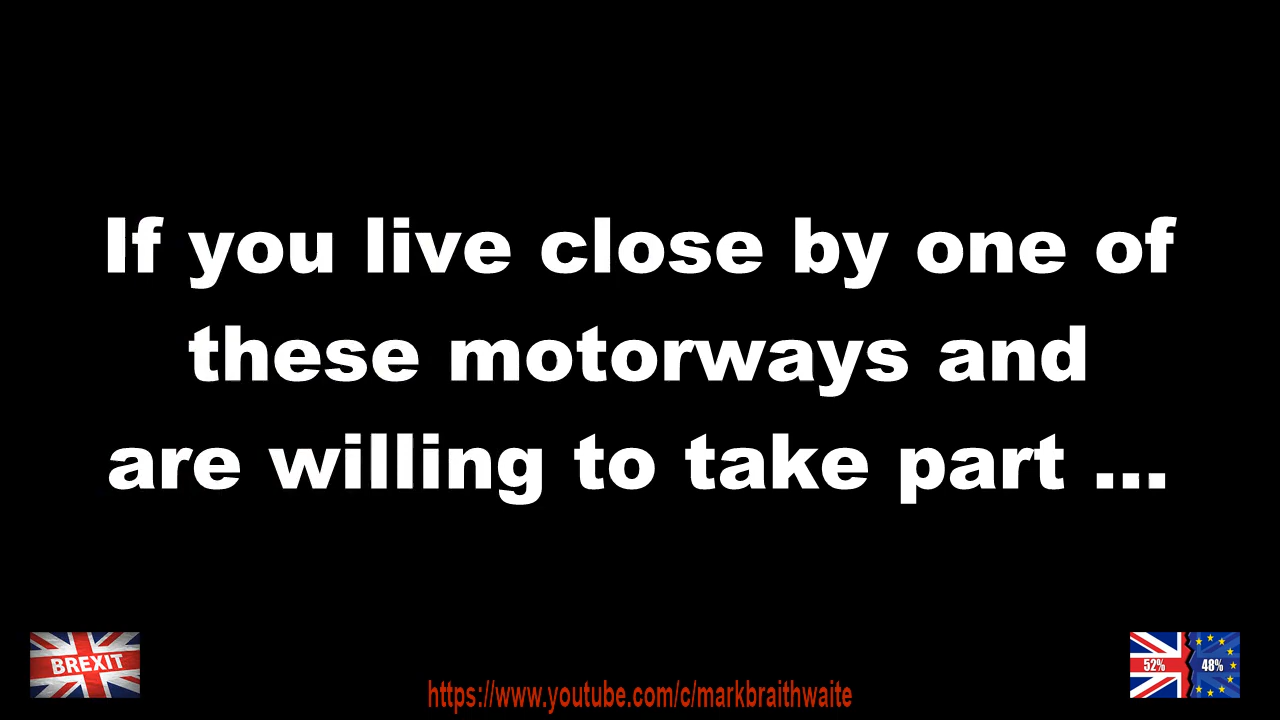 If you live close by one of
these motorways and
are willing to take part ...
BREXIT
52%
48%
https://www.youtube.com/c/markbraithwaite